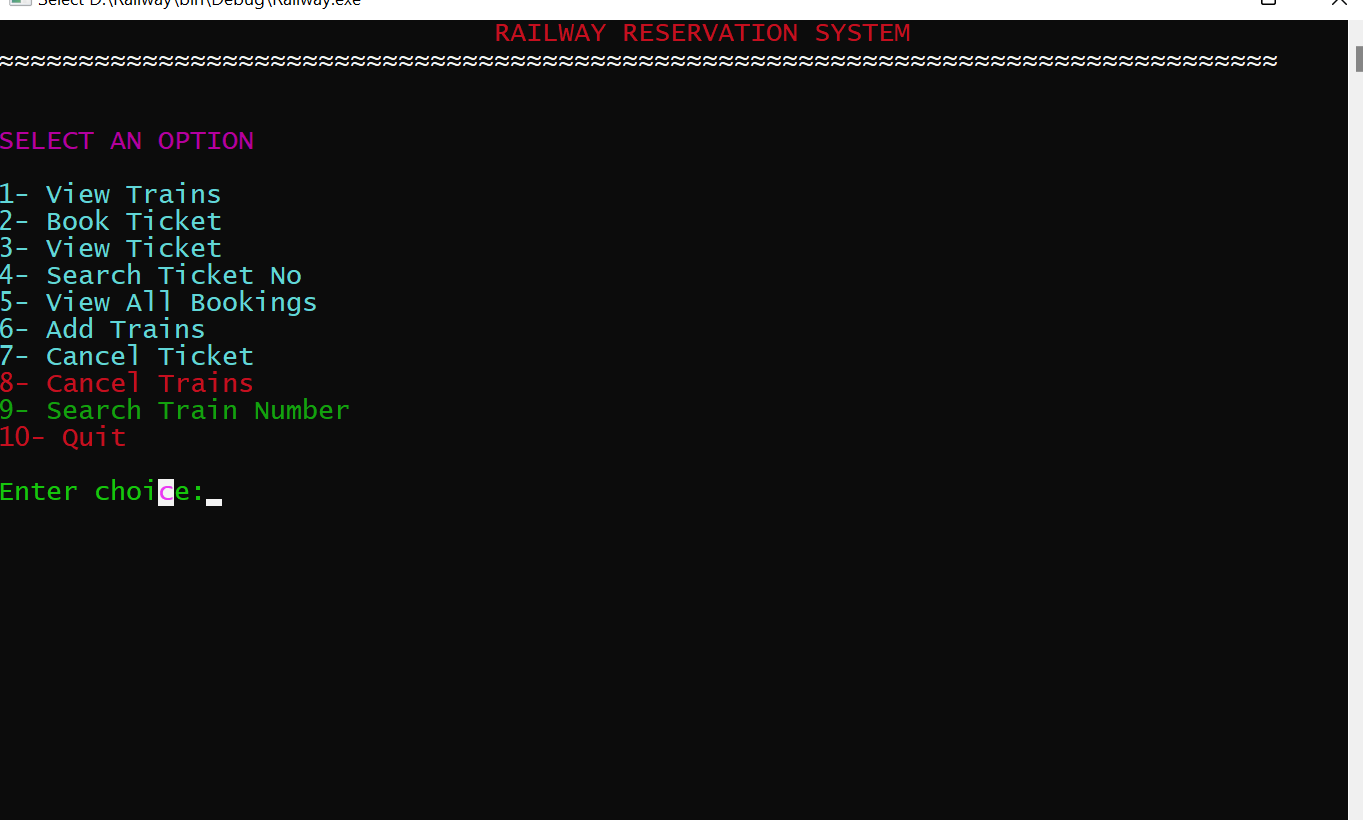 Select D:\Railway\bin\Debug\Railway.exe
RAILWAY RESERVATION SYSTEM
≈≈≈≈≈≈≈≈≈≈≈≈≈≈≈≈≈≈≈≈≈≈≈≈≈≈≈≈≈≈≈≈≈≈≈≈≈≈≈≈≈≈≈≈≈≈≈≈≈≈≈≈≈≈≈≈≈≈≈≈≈≈≈≈≈≈≈≈≈≈≈≈≈≈≈≈≈≈≈≈
SELECT AN OPTION
1- View Trains
2- Book Ticket
3- View Ticket
4- Search Ticket No
5- View All Bookings
6- Add Trains
7- Cancel Ticket
8- Cancel Trains
9- Search Train Number
10- Quit
Enter choice: